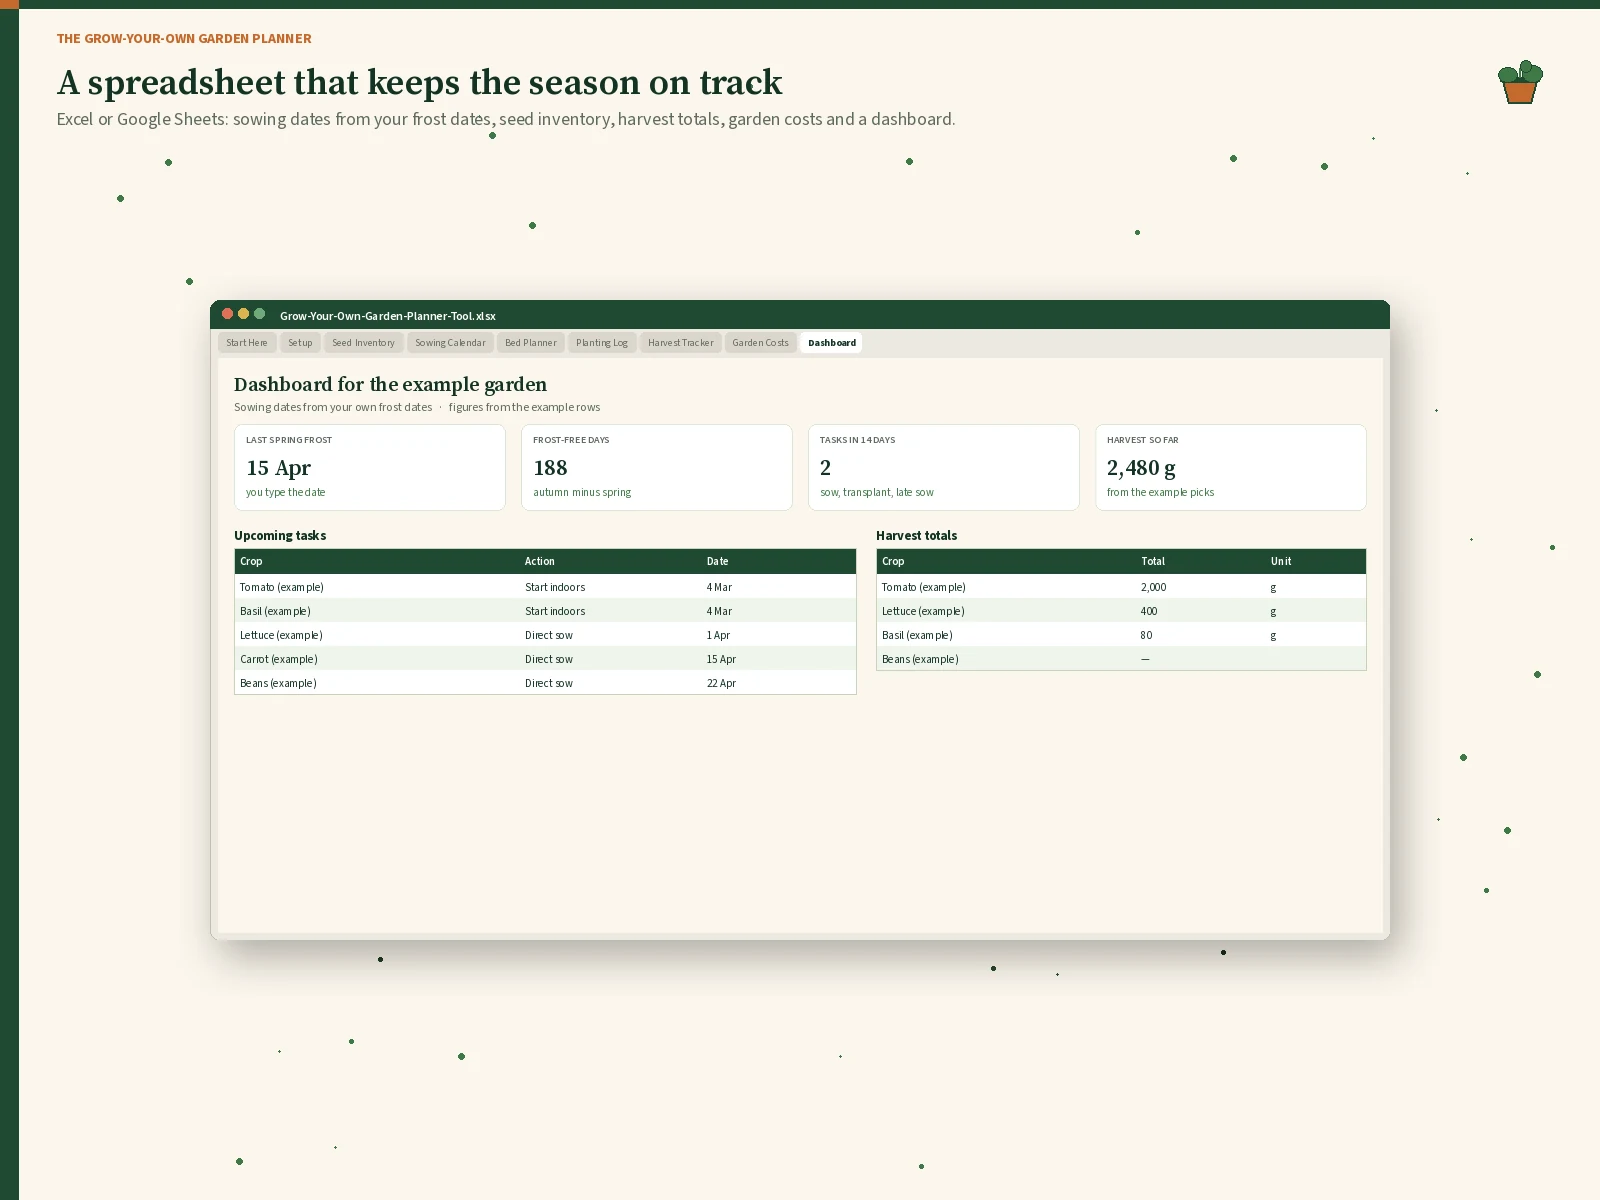 THE GROW-YOUR-OWN GARDEN PLANNER
A spreadsheet that keeps the season on track
Excel or Google Sheets: sowing dates from your frost dates, seed inventory, harvest totals, garden costs and a dashboard.
Grow-Your-Own-Garden-Planner-Tool.xlsx
Start Here Setup Seed Inventory Sowing Calendar Bed Planner Planting Log Harvest Tracker Garden Costs Dashboard
Dashboard for the example garden
Sowing dates from your own frost dates · figures from the example rows
LAST SPRING FROST
15 Apr
you type the date
FROST-FREE DAYS
188
autumn minus spring
TASKS IN 14 DAYS
2
sow, transplant, late sow
HARVEST SO FAR
2,480 g
from the example picks
Upcoming tasks
Crop Action Date
Tomato (example) Start indoors 4 Mar
Basil (example) Start indoors 4 Mar
Lettuce (example) Direct sow 1 Apr
Carrot (example) Direct sow 15 Apr
Beans (example) Direct sow 22 Apr
Harvest totals
Crop Total Unit
Tomato (example) 2,000 g
Lettuce (example) 400 g
Basil (example) 80 g
Beans (example) —